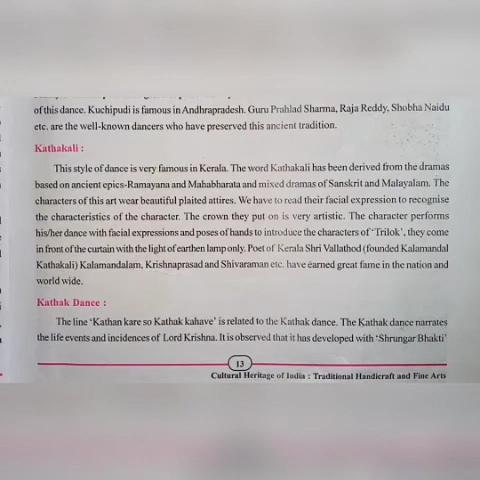 of this dance. Kuchipudi is famous in Andhrapradesh. Guru Prahlad Sharma, Raja Reddy, Shobha Naidu
etc. are the well-known dancers who have preserved this ancient tradition.
Kathakali :
This style of dance is very famous in Kerala. The word Kathakali has been derived from the dramas
based on ancient epics-Ramayana and Mahabharata and mixed dramas of Sanskrit and Malayalam. The
characters of this art wear beautiful plaited attires. We have to read their facial expression to recognise
the characteristics of the character. The crown they put on is very artistic. The character performs
his/her dance with facial expressions and poses of hands to introduce the characters of 'Trilok', they come
in front of the curtain with the light of earthen lamp only. Poet of Kerala Shri Vallathod (founded Kalamandal
Kathakali) Kalamandalam, Krishnaprasad and Shivaraman etc. have earned great fame in the nation and
world wide.
Kathak Dance :
The line 'Kathan kare so Kathak kahave' is related to the Kathak dance. The Kathak dance narrates
the life events and incidences of Lord Krishna. It is observed that it has developed with 'Shrungar Bhakti'
13
Cultural Heritage of India : Traditional Handicraft and Fine Arts